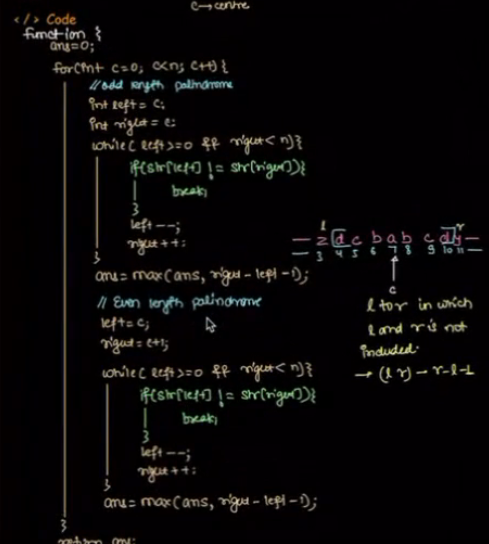 c→centre
</> Code
function {
ans=0;
for(int c=0; c<n; c++) {
// odd length palindrome
int left = c;
int right = c;
while( left>=0 && right < n){
if(str[left] != str[right]){
break;
}
left--;
right++;
}
ans = max(ans, right - left -1);
// Even length palindrome
left = c;
right = c+1;
while( left>=0 && right < n){
if(str[left] != str[right]){
break;
}
left--;
right++;
}
ans = max(ans, right - left -1);
}
return ans;
l r
— z d c b a b c d y —
— 3 4 5 6 7 8 9 10 11 —
c
l to r in which
l and r is not
included.
→ (l r) → r-l-1